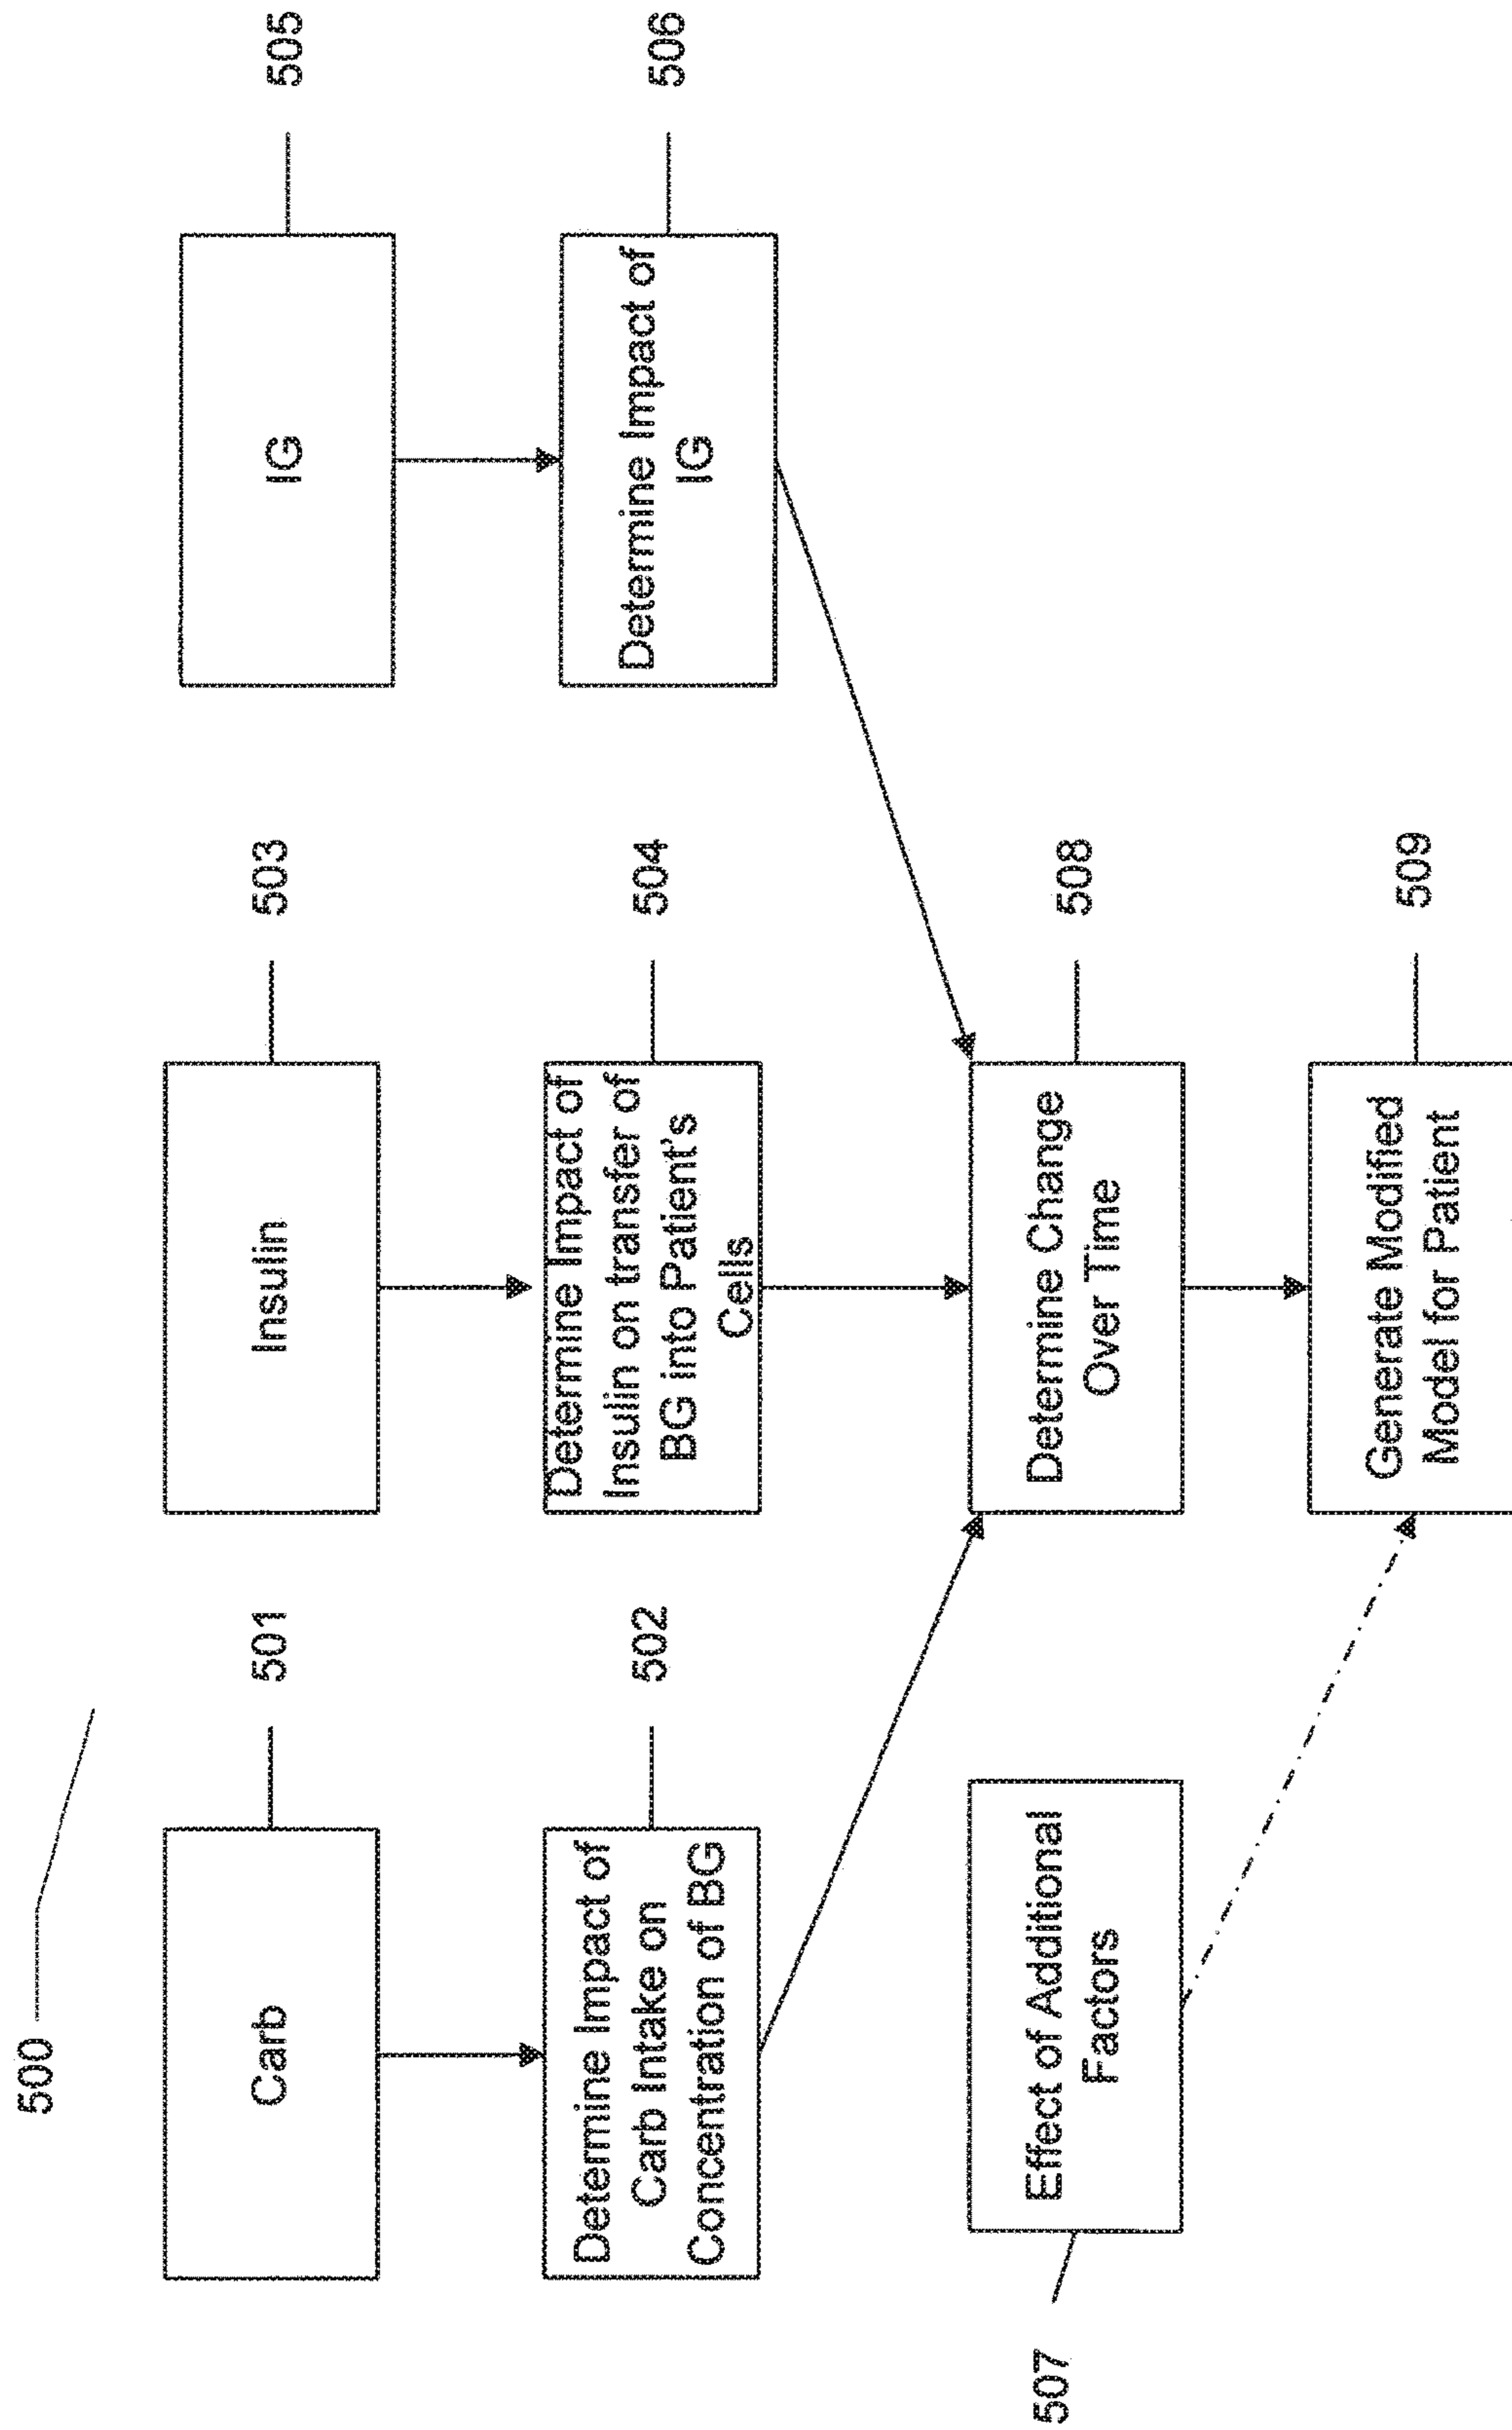 500
Carb
501
Insulin
503
IG
505
Determine Impact of
Carb Intake on
Concentration of BG
502
Determine Impact of
Insulin on transfer of
BG into Patient's
Cells
504
Determine Impact of
IG
506
507
Effect of Additional
Factors
Determine Change
Over Time
508
Generate Modified
Model for Patient
509